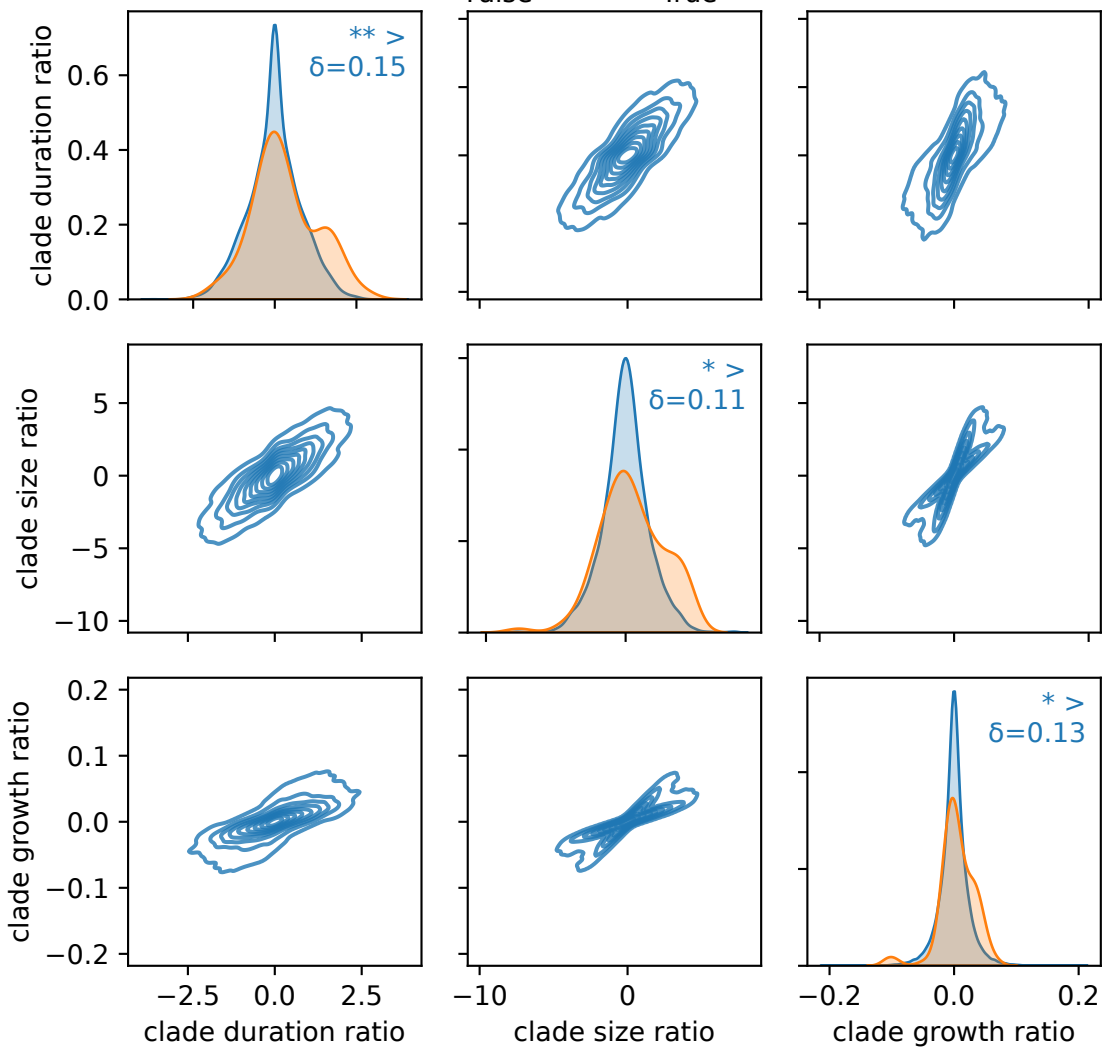 clade duration ratio
0.6
0.4
0.2
0.0
** >
δ=0.15
clade size ratio
5
0
−5
−10
* >
δ=0.11
clade growth ratio
0.2
0.1
0.0
−0.1
−0.2
* >
δ=0.13
−2.5 0.0 2.5
−10 0
−0.2 0.0 0.2
clade duration ratio
clade size ratio
clade growth ratio